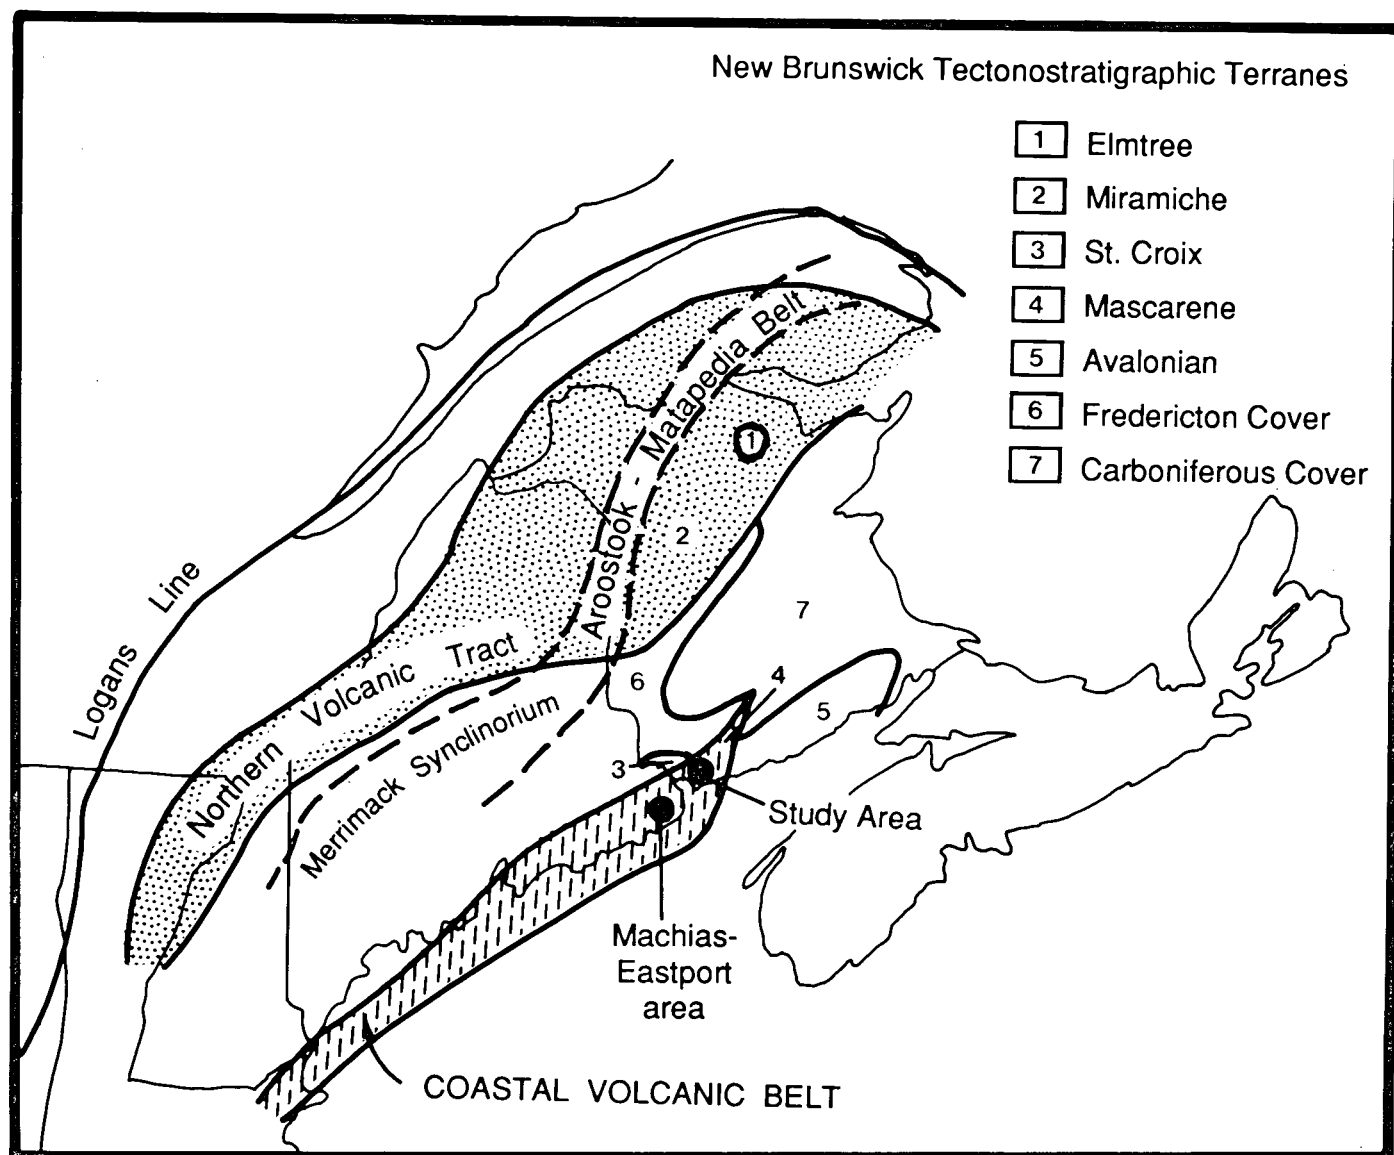 New Brunswick Tectonostratigraphic Terranes
1 Elmtree
2 Miramiche
3 St. Croix
4 Mascarene
5 Avalonian
6 Fredericton Cover
7 Carboniferous Cover
Logans Line
Northern Volcanic Tract
Aroostook - Matapedia Belt
Merrimack Synclinorium
1
2
7
6
4
5
3
Study Area
Machias-
Eastport
area
COASTAL VOLCANIC BELT